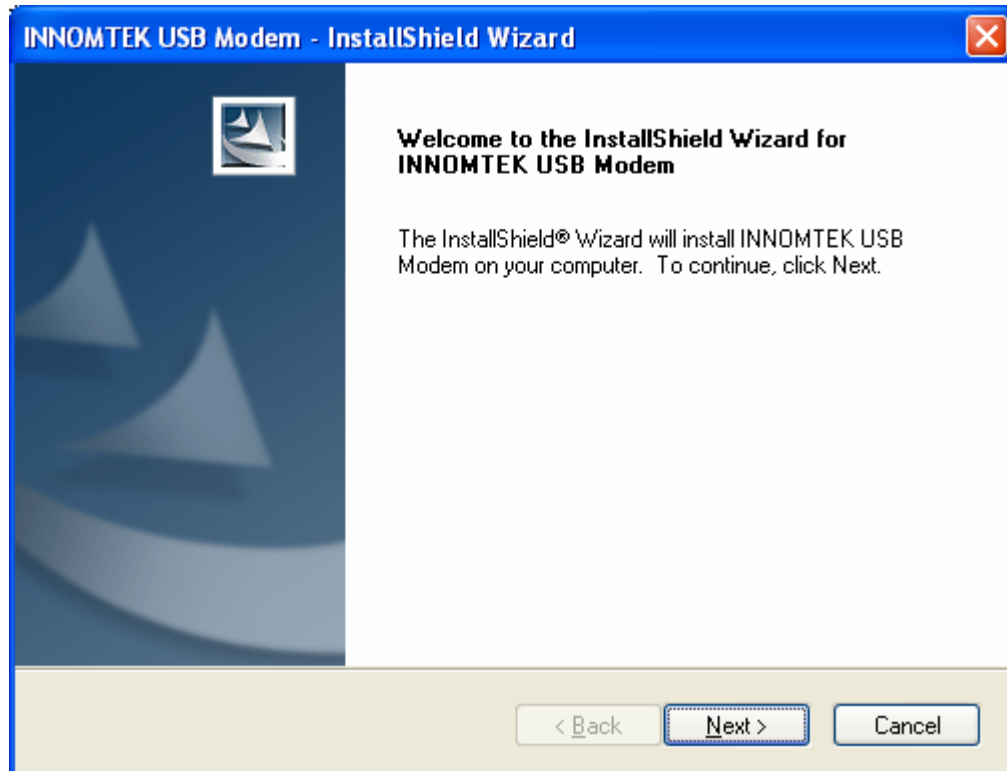 INNOMTEK USB Modem - InstallShield Wizard
Welcome to the InstallShield Wizard for
INNOMTEK USB Modem
The InstallShield® Wizard will install INNOMTEK USB
Modem on your computer. To continue, click Next.
< Back
Next >
Cancel